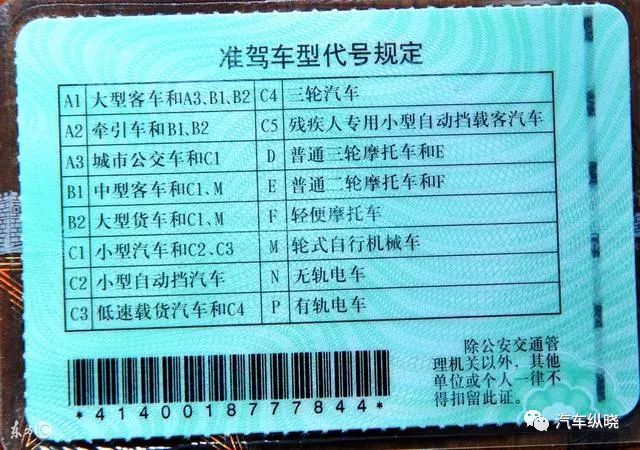 准驾车型代号规定
A1 大型客车和A3、B1、B2 C4 三轮汽车
A2 牵引车和B1、B2 C5 残疾人专用小型自动挡载客汽车
A3 城市公交车和C1 D 普通三轮摩托车和E
B1 中型客车和C1、M E 普通二轮摩托车和F
B2 大型货车和C1、M F 轻便摩托车
C1 小型汽车和C2、C3 M 轮式自行机械车
C2 小型自动挡汽车 N 无轨电车
C3 低速载货汽车和C4 P 有轨电车
除公安交通管
理机关以外，其他
单位或个人一律不
得扣留此证。
*4140018777844*
汽车纵晓